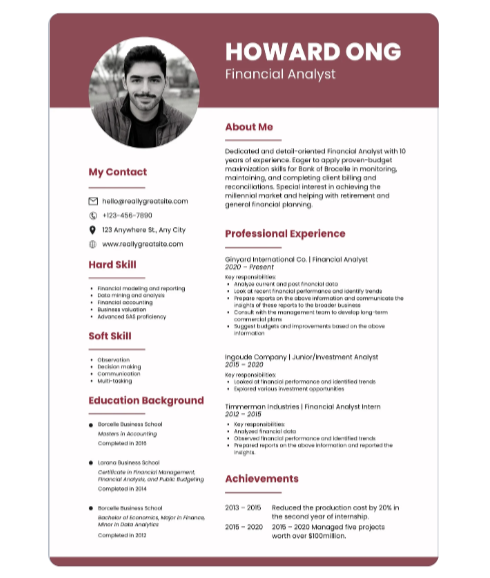 HOWARD ONG
Financial Analyst
My Contact
hello@reallygreatsite.com
+123-456-7890
123 Anywhere St., Any City
www.reallygreatsite.com
Hard Skill
Financial modeling and reporting
Data mining and analysis
Financial accounting
Business valuation
Advanced SAS proficiency
Soft Skill
Observation
Decision making
Communication
Multi-tasking
Education Background
Borcelle Business School
Masters in Accounting
Completed in 2015
Larana Business School
Certificate in Financial Management,
Financial Analysis, and Public Budgeting
Completed in 2014
Borcelle Business School
Bachelor of Economics, Major in Finance,
Minor in Data Analytics
Completed in 2012
About Me
Dedicated and detail-oriented Financial Analyst with 10
years of experience. Eager to apply proven-budget
maximization skills for Bank of Brocelle in monitoring,
maintaining, and completing client billing and
reconciliations. Special interest in achieving the
millennial market and helping with retirement and
general financial planning.
Professional Experience
Ginyard International Co. | Financial Analyst
2020 – Present
Key responsibilities:
Analyze current and past financial data
Look at recent financial performance and identify trends
Prepare reports on the above information and communicate the
insights of these reports to the broader business
Consult with the management team to develop long-term
commercial plans
Suggest budgets and improvements based on the above
information
Ingoude Company | Junior/Investment Analyst
2015 – 2020
Key responsibilities:
Looked at financial performance and identified trends
Explored various investment opportunities
Timmerman Industries | Financial Analyst Intern
2012 – 2015
Key responsibilities:
Analyzed financial data
Observed financial performance and identified trends
Prepared reports on the above information and reported the
insights.
Achievements
2013 – 2015 Reduced the production cost by 20% in
the second year of internship.
2015 – 2020 2015 – 2020 Managed five projects
worth over $100million.